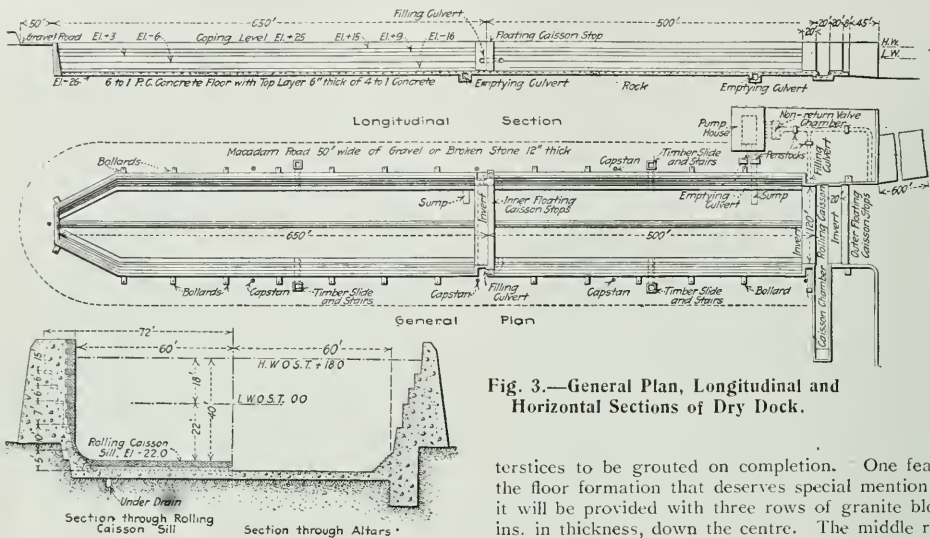 50' 650' Filling Culvert 500' 20' 20' 8' 45'
20'
Gravel Road El.+3 El.-6 Coping Level El.+25 El.+15 El.+9 El.-16 Floating Caisson Stop H.W.
L.W.
El.-26 6 to 1 P.C. Concrete Floor with Top Layer 6" thick of 4 to 1 Concrete Emptying Culvert Rock Emptying Culvert
Longitudinal Section
Pump House
Non-return Valve Chamber
Macadam Road 50' wide of Gravel or Broken Stone 12" thick
Bollards Capstan Timber Slide and Stairs Penstocks Filling Culvert
Sump Invert Inner Floating Caisson Stops Emptying Culvert Sump
600'
650' 500' Invert 120' Rolling Caisson Invert Outer Floating Caisson Stops
Caisson Chamber
Bollards Capstan Timber Slide and Stairs Capstan Filling Culvert Capstan Timber Slide and Stairs Bollard
General Plan
72'
60' 60'
H.W.O.S.T. +18.0
15' 6' 6' 7' 10' 5'
18' 40' 22'
L.W.O.S.T. 0.0
Rolling Caisson Sill, El -22.0
Under Drain
Section through Rolling Caisson Sill
Section through Altars
Fig. 3.—General Plan, Longitudinal and
Horizontal Sections of Dry Dock.
terstices to be grouted on completion. One fea
the floor formation that deserves special mention
it will be provided with three rows of granite blo
ins. in thickness, down the centre. The middle r